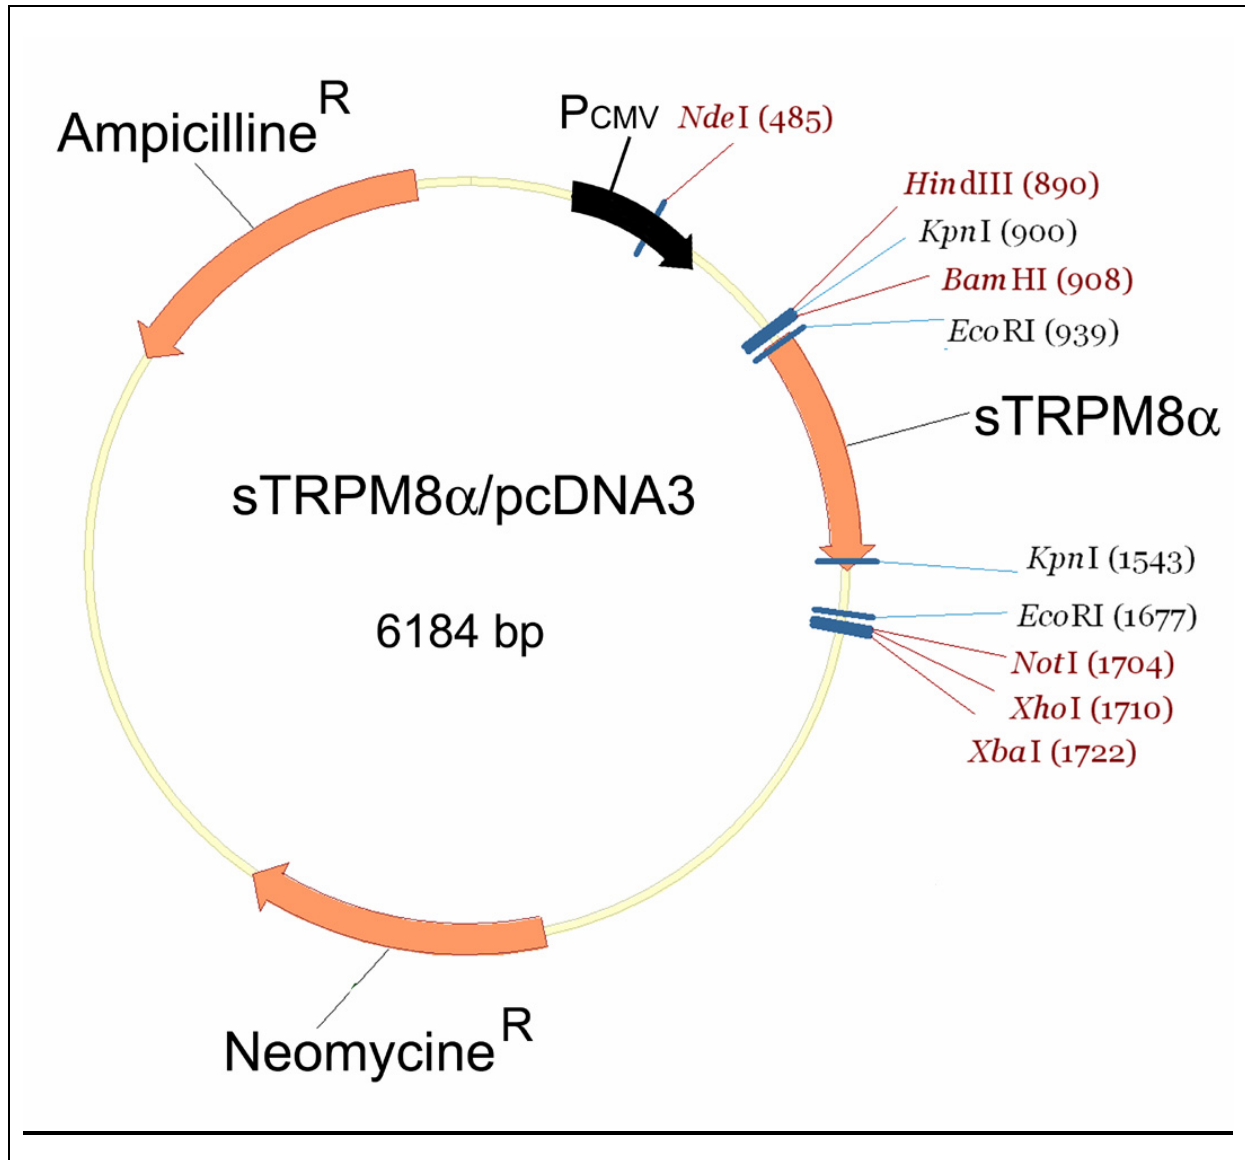 Ampicilline R
PCMV
NdeI (485)
HindIII (890)
KpnI (900)
BamHI (908)
EcoRI (939)
sTRPM8α
sTRPM8α/pcDNA3
6184 bp
KpnI (1543)
EcoRI (1677)
NotI (1704)
XhoI (1710)
XbaI (1722)
Neomycine R